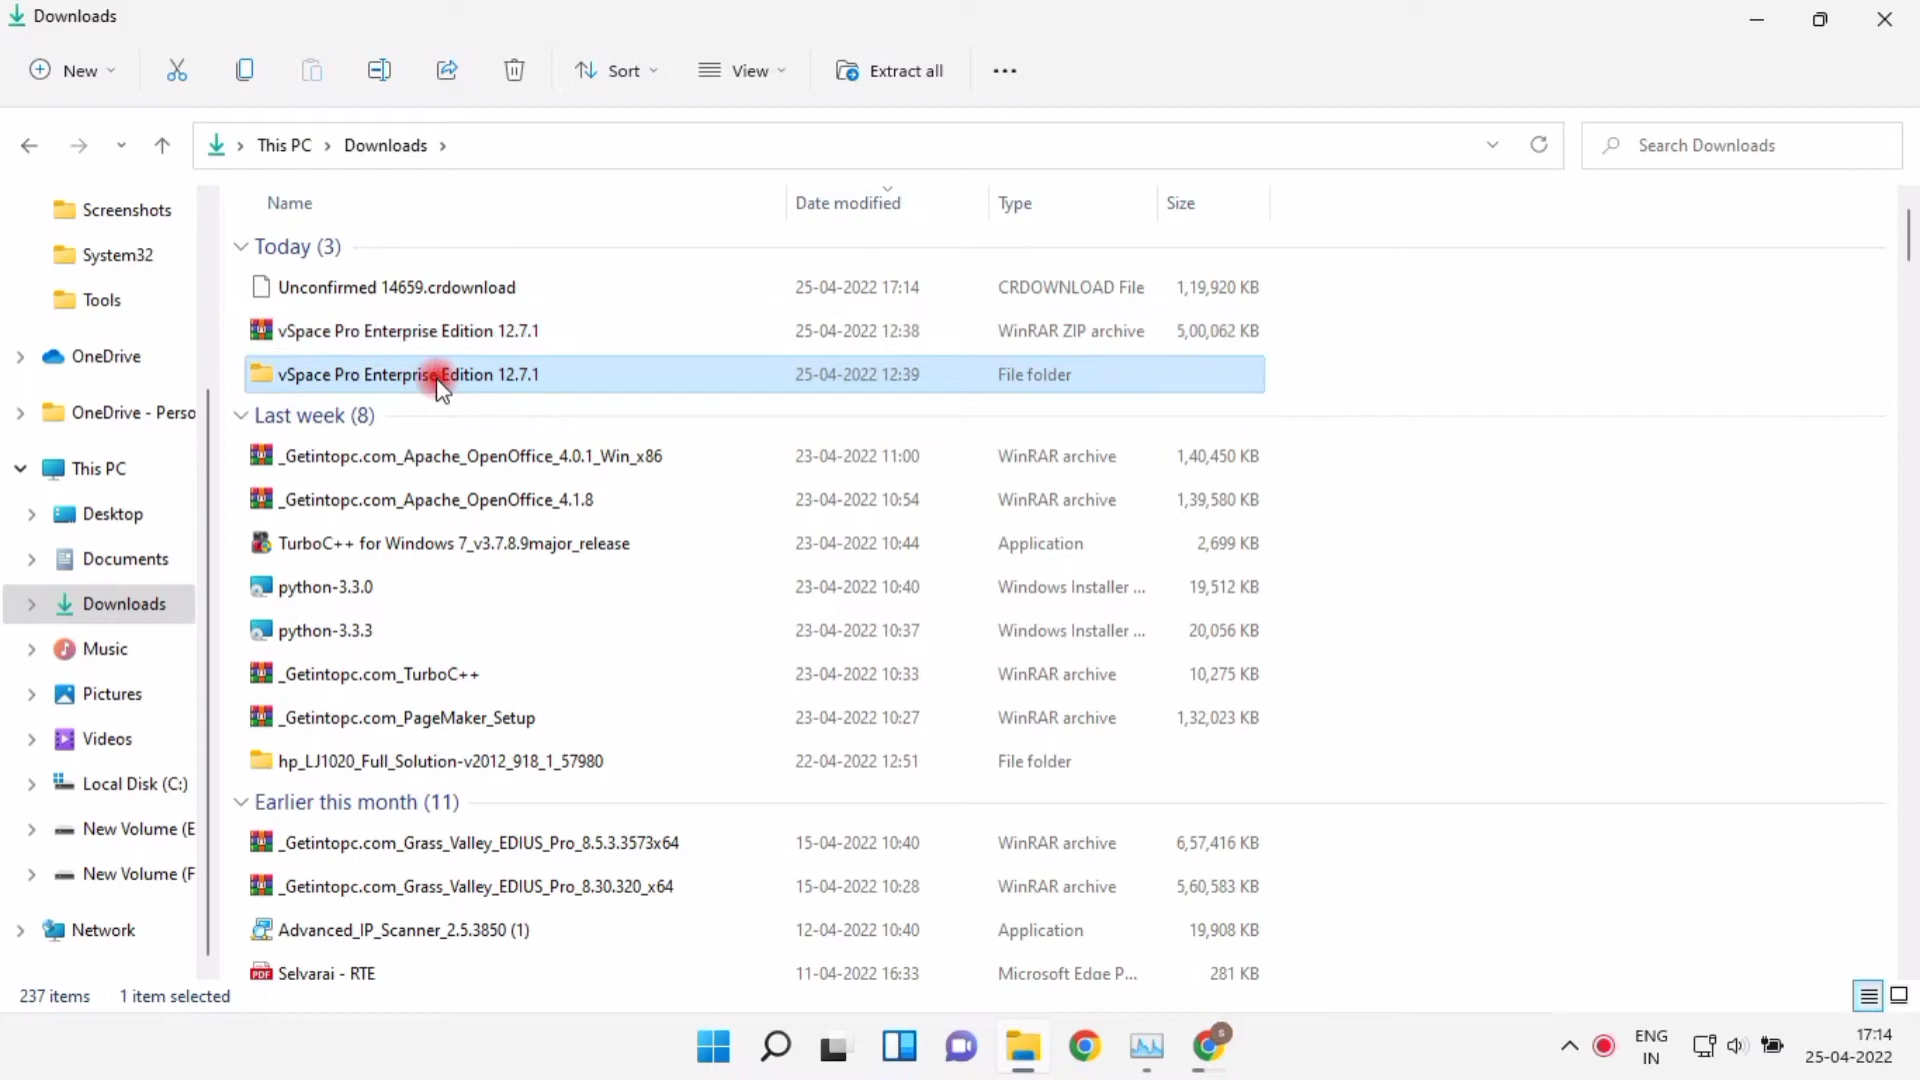 Downloads
New
Sort
View
Extract all
This PC > Downloads >
Search Downloads
Name Date modified Type Size
Screenshots
System32
Tools
OneDrive
OneDrive - Perso
This PC
Desktop
Documents
Downloads
Music
Pictures
Videos
Local Disk (C:)
New Volume (E
New Volume (F
Network
Today (3)
Unconfirmed 14659.crdownload 25-04-2022 17:14 CRDOWNLOAD File 1,19,920 KB
vSpace Pro Enterprise Edition 12.7.1 25-04-2022 12:38 WinRAR ZIP archive 5,00,062 KB
vSpace Pro Enterprise Edition 12.7.1 25-04-2022 12:39 File folder
Last week (8)
_Getintopc.com_Apache_OpenOffice_4.0.1_Win_x86 23-04-2022 11:00 WinRAR archive 1,40,450 KB
_Getintopc.com_Apache_OpenOffice_4.1.8 23-04-2022 10:54 WinRAR archive 1,39,580 KB
TurboC++ for Windows 7_v3.7.8.9major_release 23-04-2022 10:44 Application 2,699 KB
python-3.3.0 23-04-2022 10:40 Windows Installer ... 19,512 KB
python-3.3.3 23-04-2022 10:37 Windows Installer ... 20,056 KB
_Getintopc.com_TurboC++ 23-04-2022 10:33 WinRAR archive 10,275 KB
_Getintopc.com_PageMaker_Setup 23-04-2022 10:27 WinRAR archive 1,32,023 KB
hp_LJ1020_Full_Solution-v2012_918_1_57980 22-04-2022 12:51 File folder
Earlier this month (11)
_Getintopc.com_Grass_Valley_EDIUS_Pro_8.5.3.3573x64 15-04-2022 10:40 WinRAR archive 6,57,416 KB
_Getintopc.com_Grass_Valley_EDIUS_Pro_8.30.320_x64 15-04-2022 10:28 WinRAR archive 5,60,583 KB
Advanced_IP_Scanner_2.5.3850 (1) 12-04-2022 10:40 Application 19,908 KB
Selvarai - RTE 11-04-2022 16:33 Microsoft Edge P... 281 KB
237 items 1 item selected
S
ENG
IN
17:14
25-04-2022